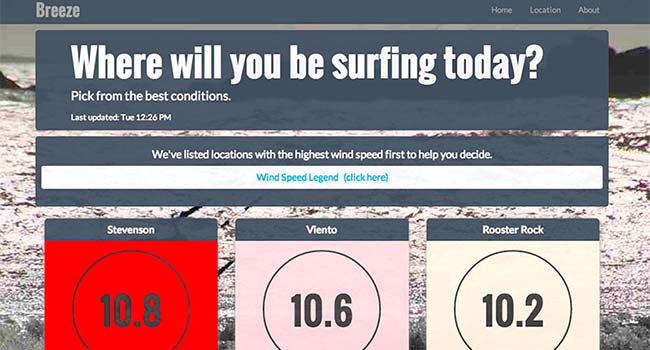 Breeze
Home Location About
Where will you be surfing today?
Pick from the best conditions.
Last updated: Tue 12:26 PM
We've listed locations with the highest wind speed first to help you decide.
Wind Speed Legend (click here)
Stevenson Viento Rooster Rock
10.8 10.6 10.2